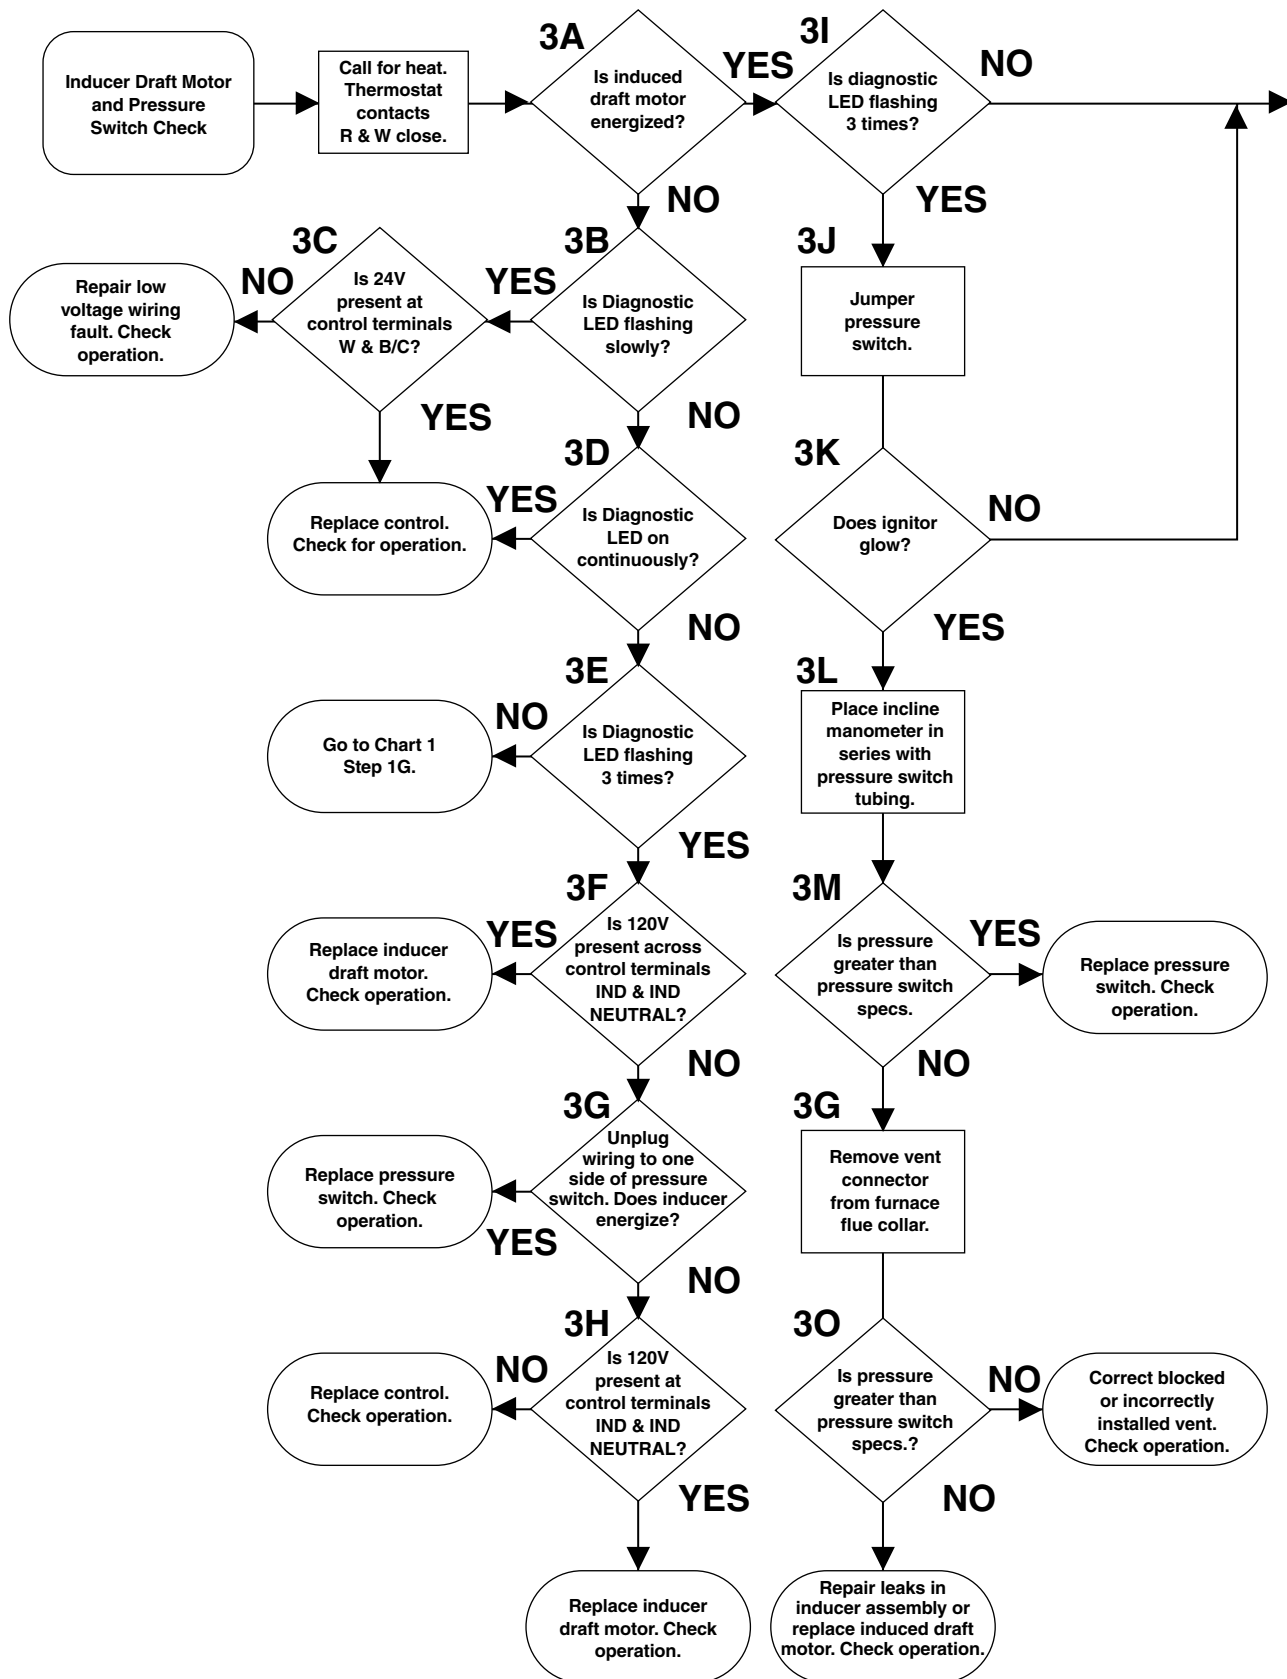 Inducer Draft Motor
and Pressure
Switch Check
Call for heat.
Thermostat
contacts
R & W close.
3A
Is induced
draft motor
energized?
YES
3I
Is diagnostic
LED flashing
3 times?
NO
NO
YES
3C
Is 24V
present at
control terminals
W & B/C?
NO
Repair low
voltage wiring
fault. Check
operation.
YES
3B
Is Diagnostic
LED flashing
slowly?
YES
NO
3J
Jumper
pressure
switch.
3D
Is Diagnostic
LED on
continuously?
YES
Replace control.
Check for operation.
NO
3K
Does ignitor
glow?
NO
YES
3E
Is Diagnostic
LED flashing
3 times?
NO
Go to Chart 1
Step 1G.
YES
3L
Place incline
manometer in
series with
pressure switch
tubing.
3F
Is 120V
present across
control terminals
IND & IND
NEUTRAL?
YES
Replace inducer
draft motor.
Check operation.
NO
3M
Is pressure
greater than
pressure switch
specs.
YES
Replace pressure
switch. Check
operation.
NO
3G
Unplug
wiring to one
side of pressure
switch. Does inducer
energize?
YES
Replace pressure
switch. Check
operation.
NO
3G
Remove vent
connector
from furnace
flue collar.
3H
Is 120V
present at
control terminals
IND & IND
NEUTRAL?
NO
Replace control.
Check operation.
YES
3O
Is pressure
greater than
pressure switch
specs.?
NO
Correct blocked
or incorrectly
installed vent.
Check operation.
NO
Replace inducer
draft motor. Check
operation.
Repair leaks in
inducer assembly or
replace induced draft
motor. Check operation.